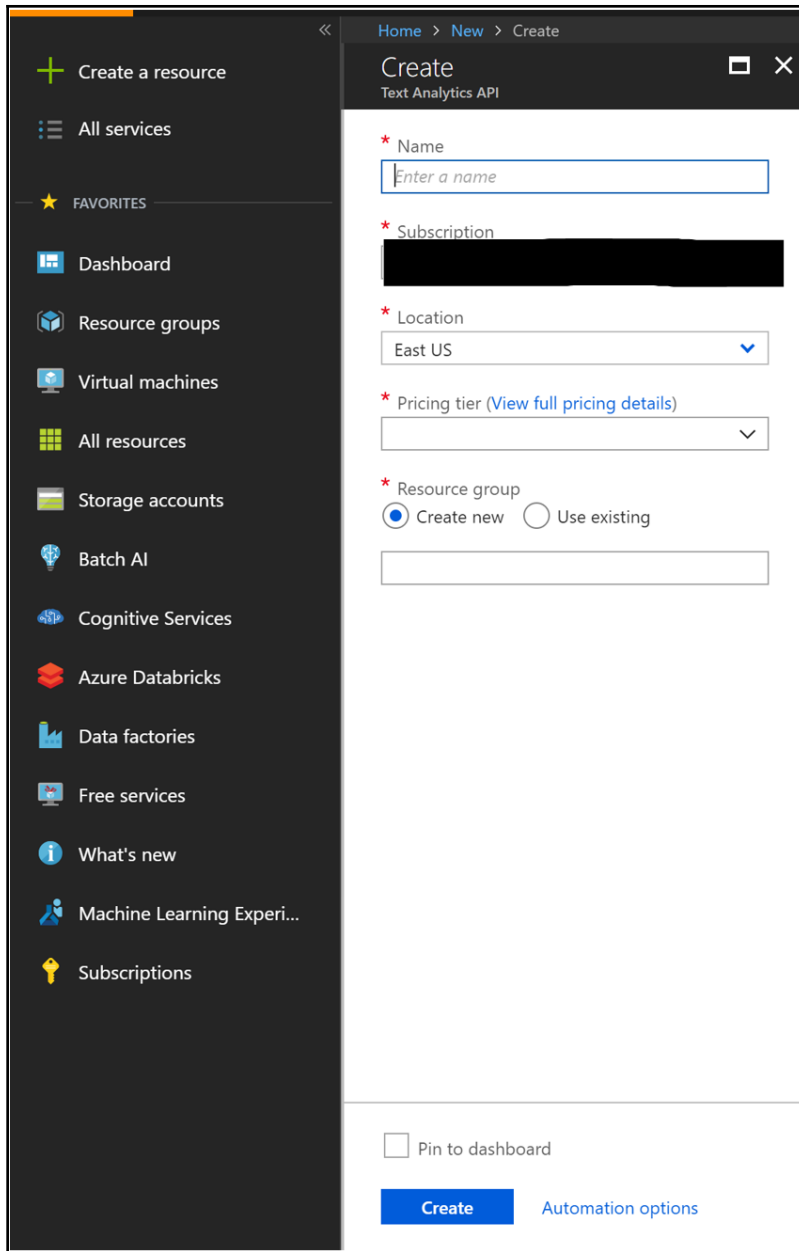 «
Create a resource
All services
FAVORITES
Dashboard
Resource groups
Virtual machines
All resources
Storage accounts
Batch AI
Cognitive Services
Azure Databricks
Data factories
Free services
What's new
Machine Learning Experi...
Subscriptions
Home > New > Create
Create
Text Analytics API
* Name
Enter a name
* Subscription
* Location
East US
* Pricing tier (View full pricing details)
* Resource group
Create new Use existing
Pin to dashboard
Create Automation options